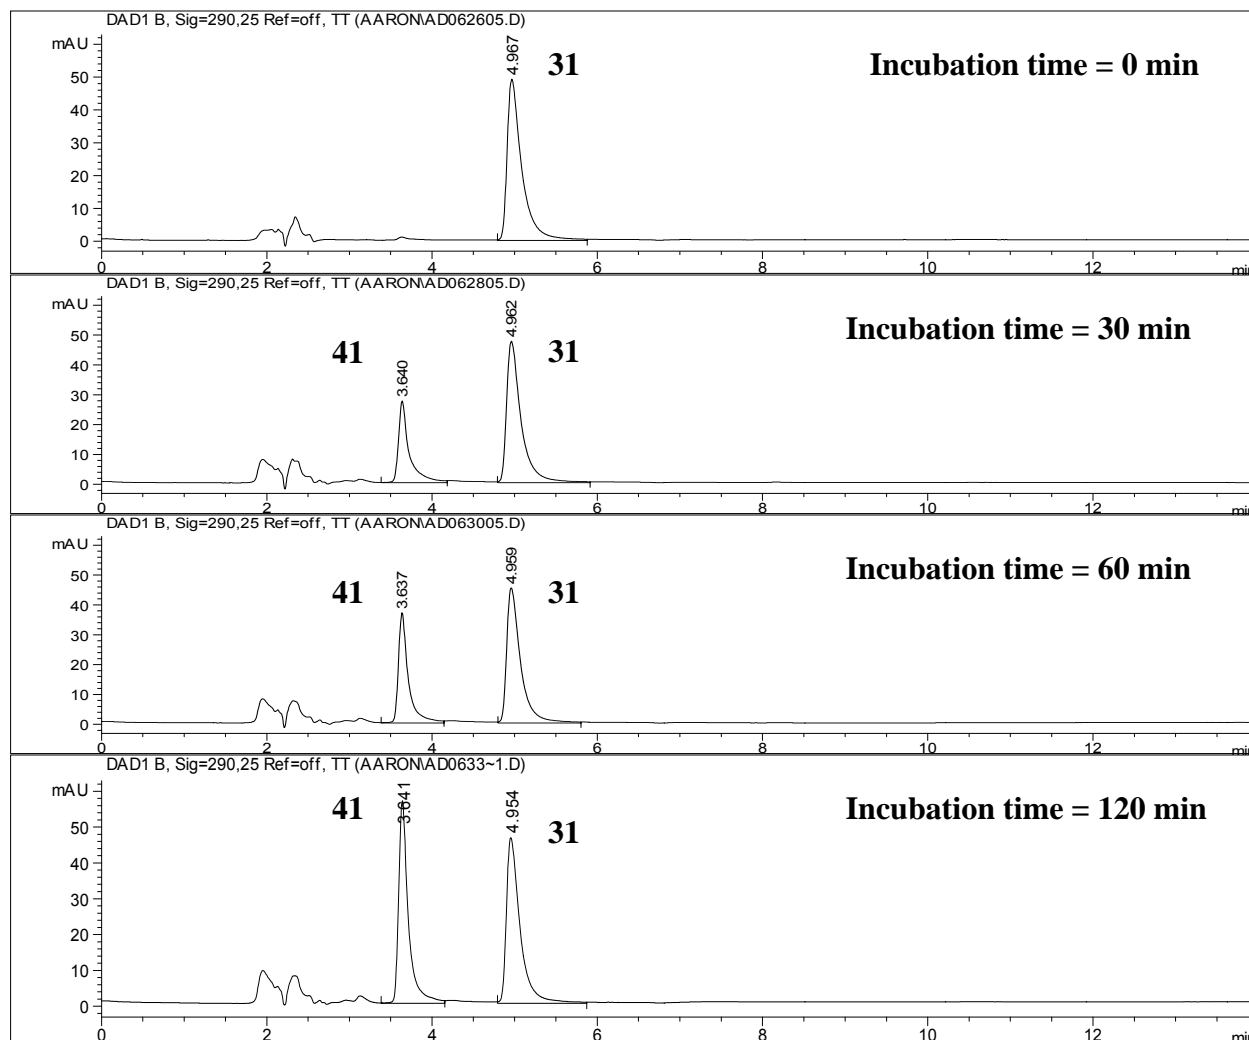 DAD1 B, Sig=290,25 Ref=off, TT (AARON\AD062605.D)
mAU
4.967
31
Incubation time = 0 min
50
40
30
20
10
0
0 2 4 6 8 10 12 min
DAD1 B, Sig=290,25 Ref=off, TT (AARON\AD062805.D)
mAU
41
3.640
4.962
31
Incubation time = 30 min
50
40
30
20
10
0
0 2 4 6 8 10 12 min
DAD1 B, Sig=290,25 Ref=off, TT (AARON\AD063005.D)
mAU
41
3.637
4.959
31
Incubation time = 60 min
50
40
30
20
10
0
0 2 4 6 8 10 12 min
DAD1 B, Sig=290,25 Ref=off, TT (AARON\AD0633~1.D)
mAU
41
3.641
4.954
31
Incubation time = 120 min
50
40
30
20
10
0
0 2 4 6 8 10 12 min